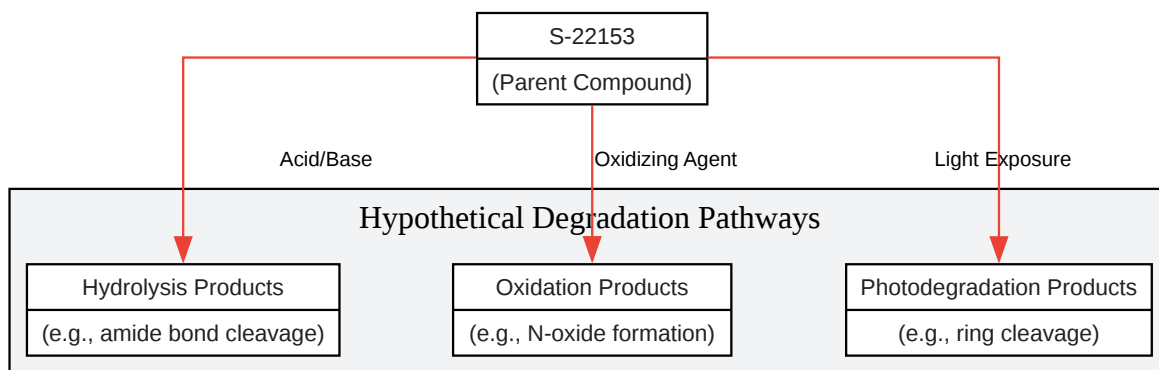 S-22153
(Parent Compound)
Acid/Base
Oxidizing Agent
Light Exposure
Hypothetical Degradation Pathways
Hydrolysis Products
(e.g., amide bond cleavage)
Oxidation Products
(e.g., N-oxide formation)
Photodegradation Products
(e.g., ring cleavage)